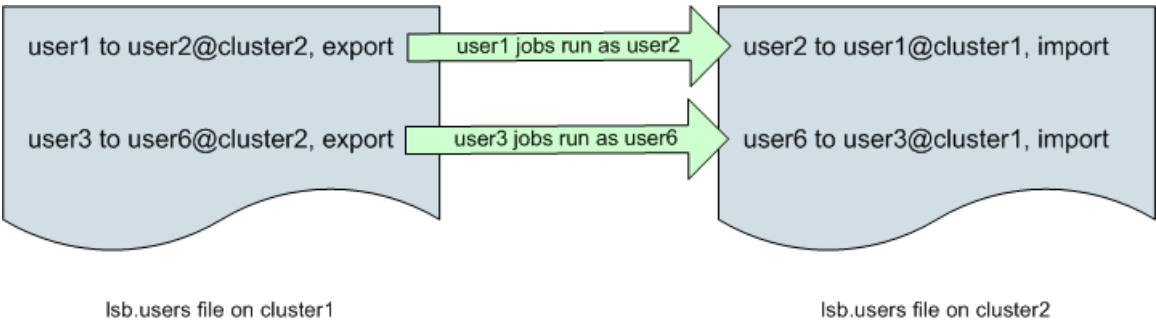 user1 to user2@cluster2, export
user1 jobs run as user2
user2 to user1@cluster1, import
user3 to user6@cluster2, export
user3 jobs run as user6
user6 to user3@cluster1, import
lsb.users file on cluster1
lsb.users file on cluster2